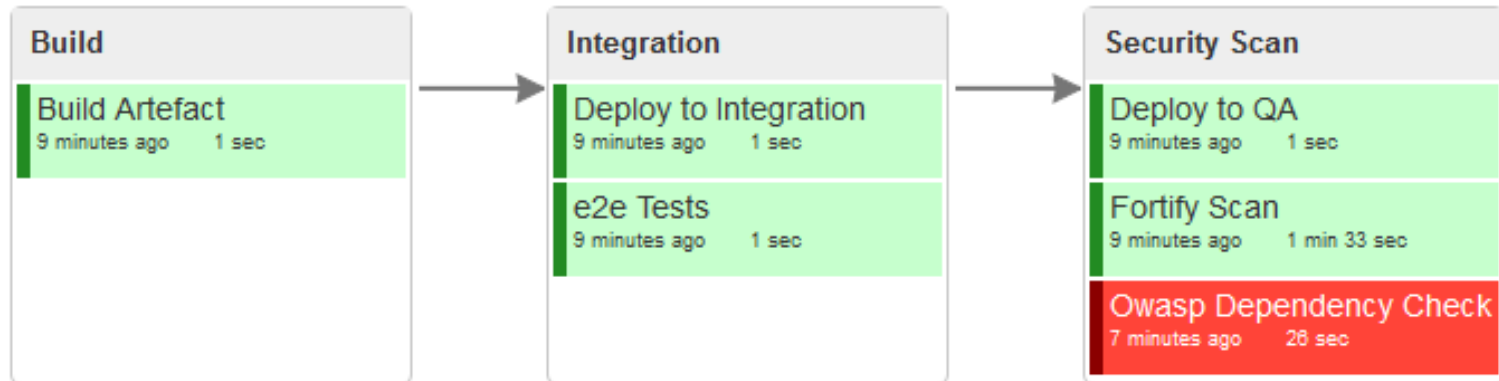 Build
Build Artefact
9 minutes ago 1 sec
Integration
Deploy to Integration
9 minutes ago 1 sec
e2e Tests
9 minutes ago 1 sec
Security Scan
Deploy to QA
9 minutes ago 1 sec
Fortify Scan
9 minutes ago 1 min 33 sec
Owasp Dependency Check
7 minutes ago 26 sec